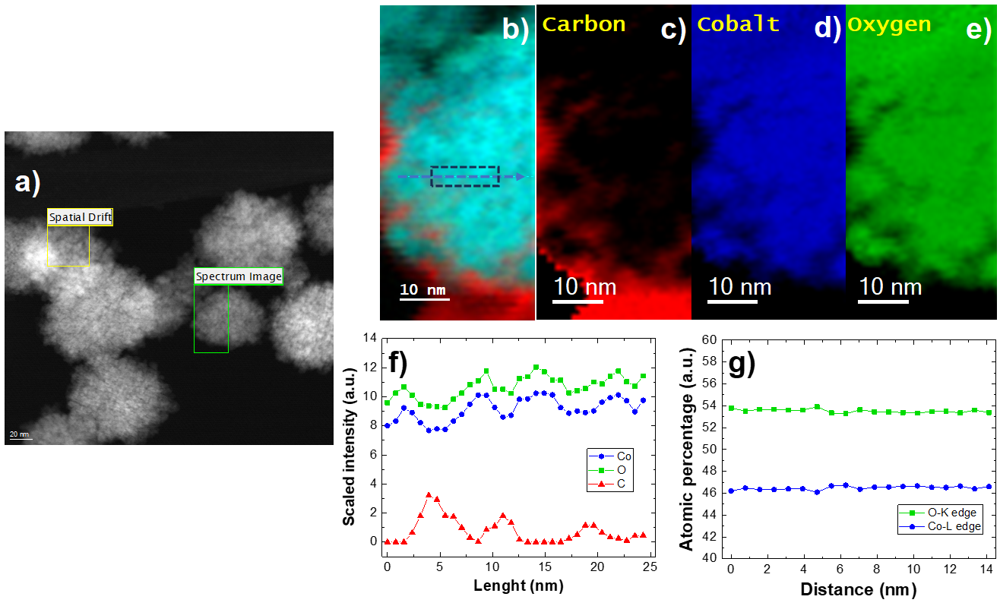 a)
Spatial Drift
Spectrum Image
20 nm
b)
10 nm
Carbon
c)
10 nm
Cobalt
d)
10 nm
Oxygen
e)
10 nm
f)
Scaled intensity (a.u.)
14
12
10
8
6
4
2
0
Co
O
C
0 5 10 15 20 25
Lenght (nm)
g)
Atomic percentage (a.u.)
60
58
56
54
52
50
48
46
44
42
40
O-K edge
Co-L edge
0 2 4 6 8 10 12 14
Distance (nm)